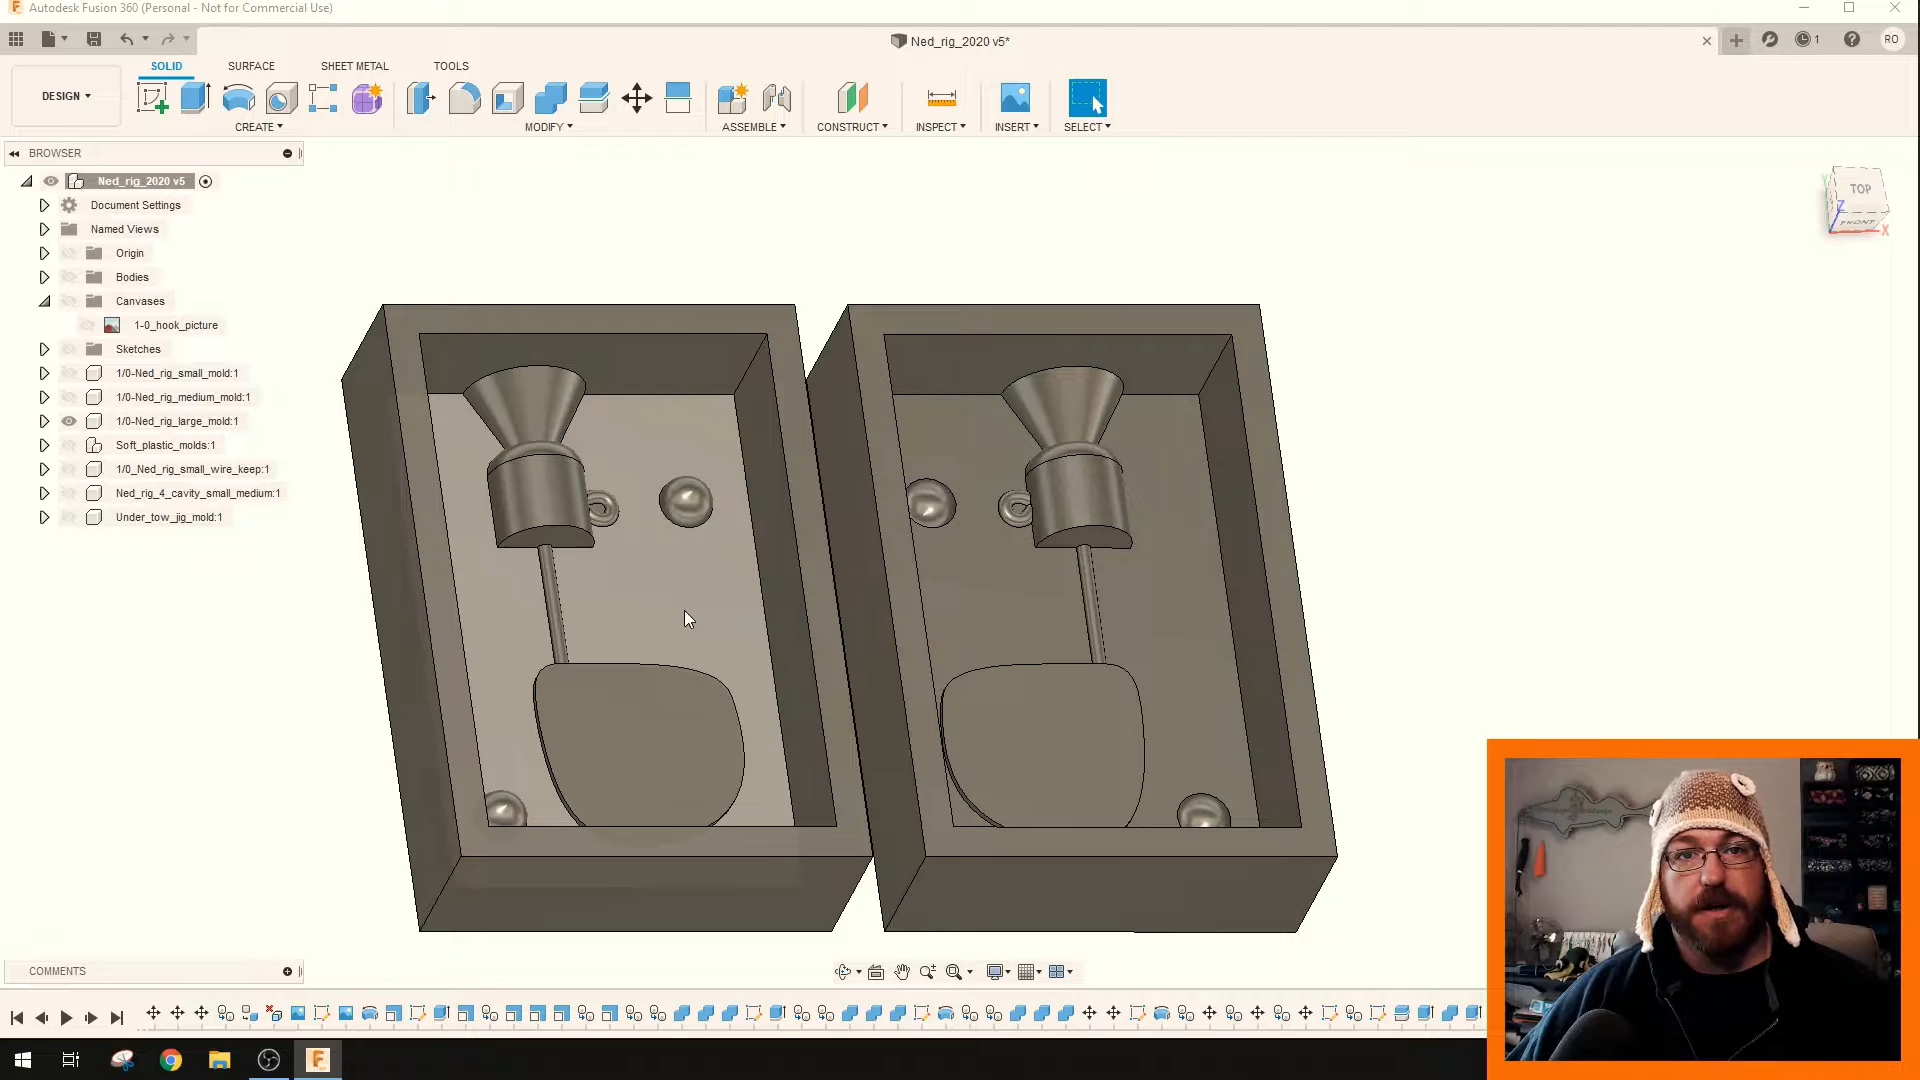 Autodesk Fusion 360 (Personal - Not for Commercial Use)
Ned_rig_2020 v5*
1
RO
DESIGN
SOLID
SURFACE
SHEET METAL
TOOLS
CREATE
MODIFY
ASSEMBLE
CONSTRUCT
INSPECT
INSERT
SELECT
BROWSER
Ned_rig_2020 v5
Document Settings
Named Views
Origin
Bodies
Canvases
1-0_hook_picture
Sketches
1/0-Ned_rig_small_mold:1
1/0-Ned_rig_medium_mold:1
1/0-Ned_rig_large_mold:1
Soft_plastic_molds:1
1/0_Ned_rig_small_wire_keep:1
Ned_rig_4_cavity_small_medium:1
Under_tow_jig_mold:1
TOP
FRONT
Y
Z
X
COMMENTS